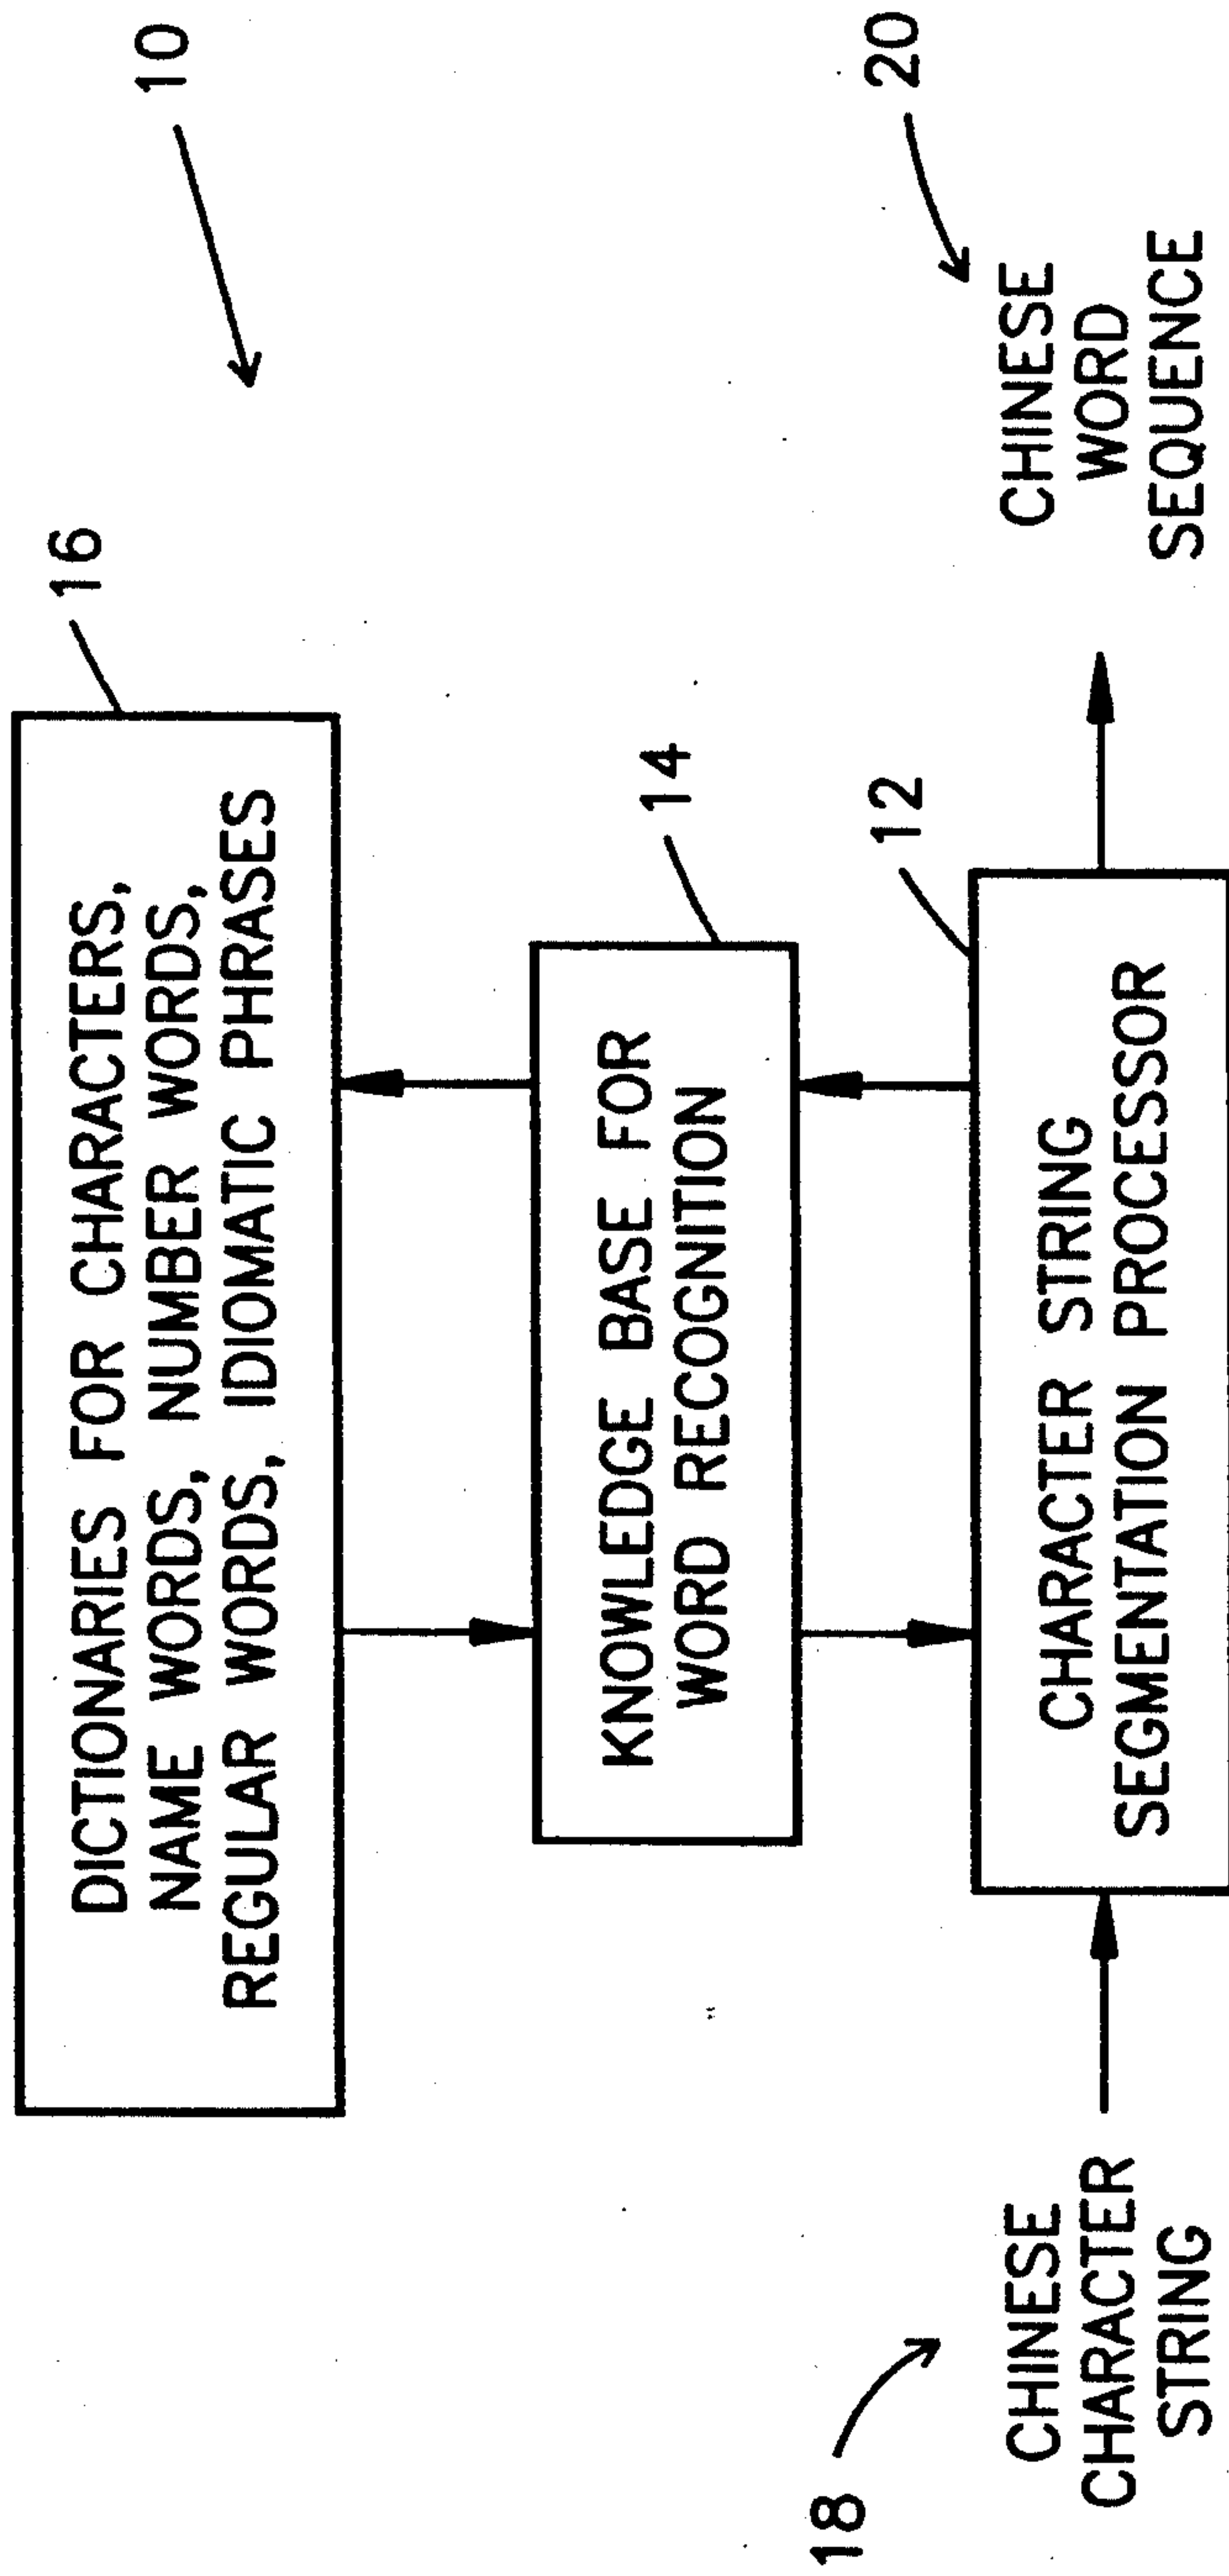 10
16
DICTIONARIES FOR CHARACTERS,
NAME WORDS, NUMBER WORDS,
REGULAR WORDS, IDIOMATIC PHRASES
14
KNOWLEDGE BASE FOR
WORD RECOGNITION
12
CHARACTER STRING
SEGMENTATION PROCESSOR
18
CHINESE
CHARACTER
STRING
20
CHINESE
WORD
SEQUENCE